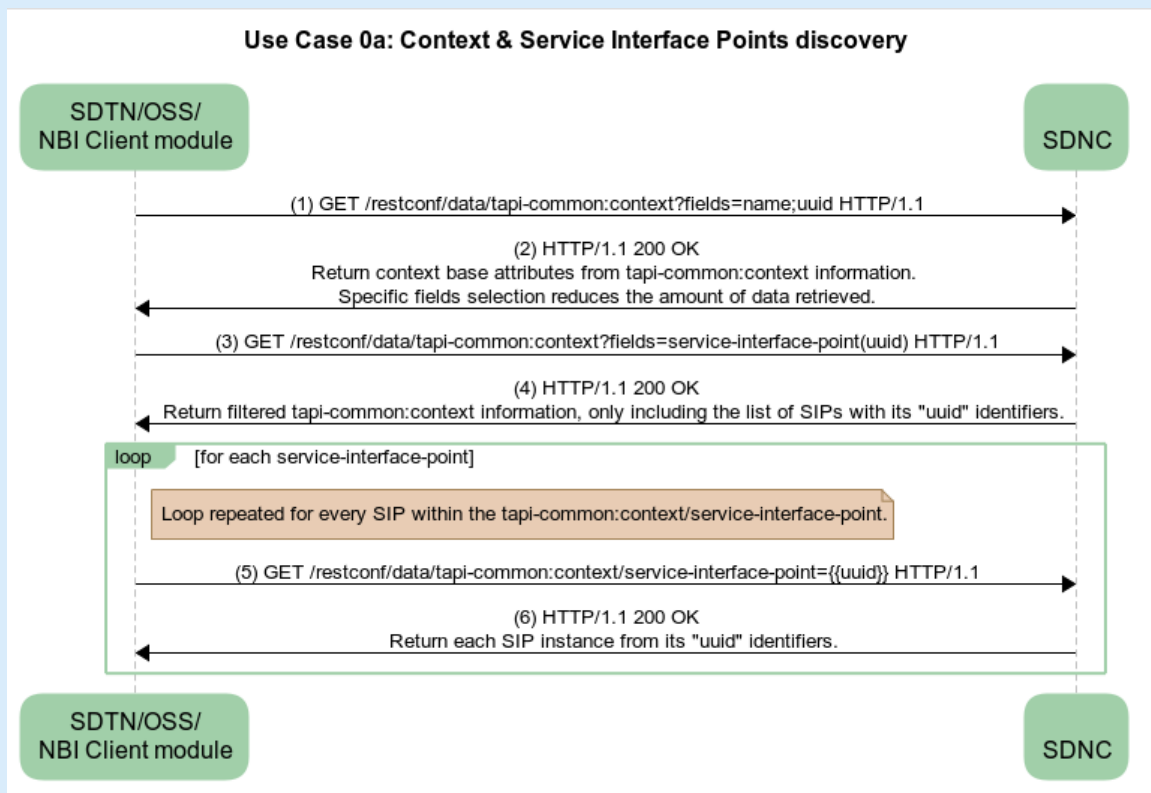 Use Case 0a: Context & Service Interface Points discovery
SDTN/OSS/
NBI Client module
SDNC
(1) GET /restconf/data/tapi-common:context?fields=name;uuid HTTP/1.1
(2) HTTP/1.1 200 OK
Return context base attributes from tapi-common:context information.
Specific fields selection reduces the amount of data retrieved.
(3) GET /restconf/data/tapi-common:context?fields=service-interface-point(uuid) HTTP/1.1
(4) HTTP/1.1 200 OK
Return filtered tapi-common:context information, only including the list of SIPs with its "uuid" identifiers.
loop [for each service-interface-point]
Loop repeated for every SIP within the tapi-common:context/service-interface-point.
(5) GET /restconf/data/tapi-common:context/service-interface-point={{uuid}} HTTP/1.1
(6) HTTP/1.1 200 OK
Return each SIP instance from its "uuid" identifiers.
SDTN/OSS/
NBI Client module
SDNC